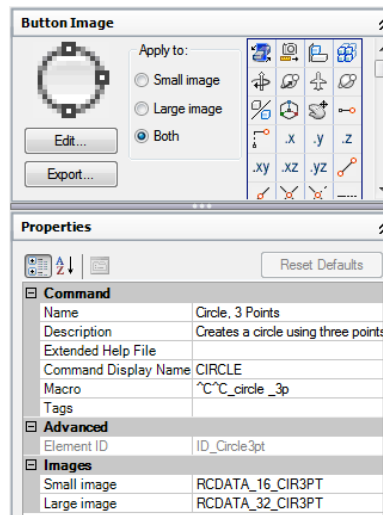 Button Image
Apply to:
Small image
Large image
Both
Edit...
Export...
.x .y .z
.xy .xz .yz
Properties
Reset Defaults
Command
Name Circle, 3 Points
Description Creates a circle using three points
Extended Help File
Command Display Name CIRCLE
Macro ^C^C_circle _3p
Tags
Advanced
Element ID ID_Circle3pt
Images
Small image RCDATA_16_CIR3PT
Large image RCDATA_32_CIR3PT